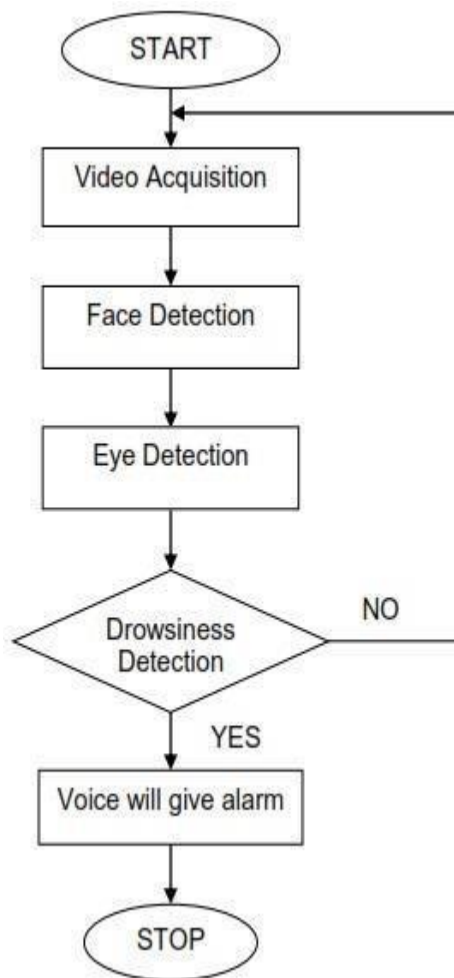 START
Video Acquisition
Face Detection
Eye Detection
Drowsiness
Detection
NO
YES
Voice will give alarm
STOP